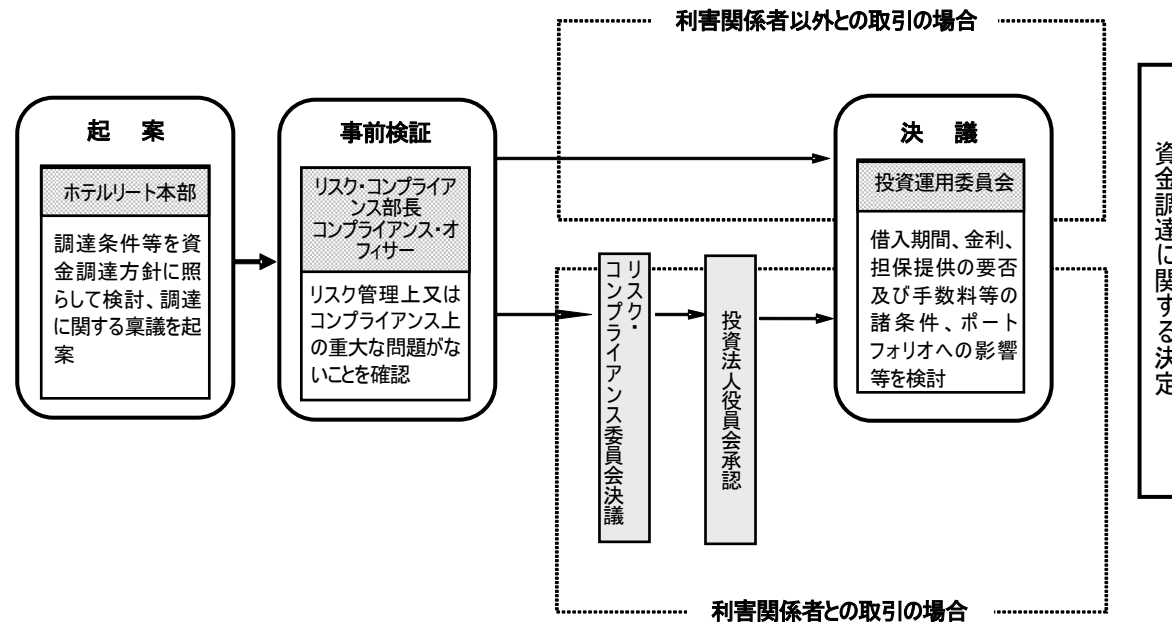 利害関係者以外との取引の場合
起　案
ホテルリート本部
調達条件等を資
金調達方針に照
らして検討、調達
に関する稟議を起
案
事前検証
リスク・コンプライア
ンス部長
コンプライアンス・オ
フィサー
リスク管理上又は
コンプライアンス上
の重大な問題がな
いことを確認
リスク・
コンプライアンス委員会決議
投資法人役員会承認
決　議
投資運用委員会
借入期間、金利、
担保提供の要否
及び手数料等の
諸条件、ポート
フォリオへの影響
等を検討
資金調達に関する決定
利害関係者との取引の場合